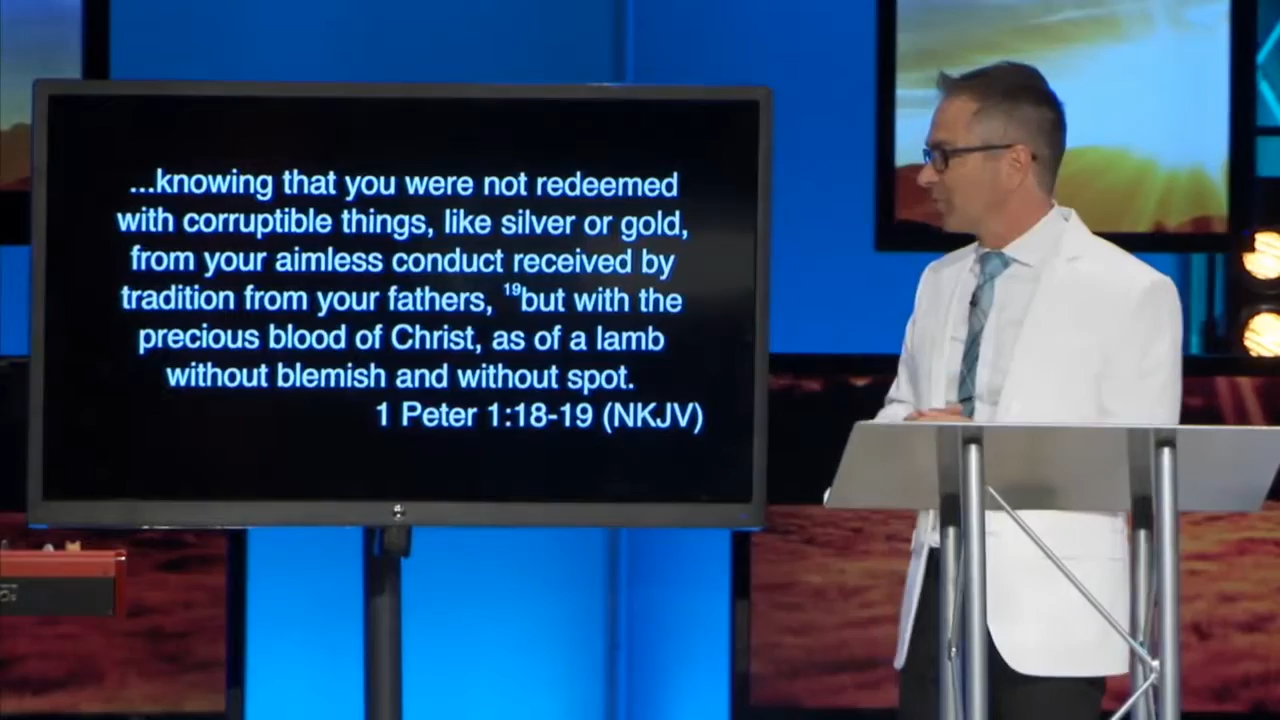 ...knowing that you were not redeemed
with corruptible things, like silver or gold,
from your aimless conduct received by
tradition from your fathers, ¹⁹but with the
precious blood of Christ, as of a lamb
without blemish and without spot.
1 Peter 1:18-19 (NKJV)